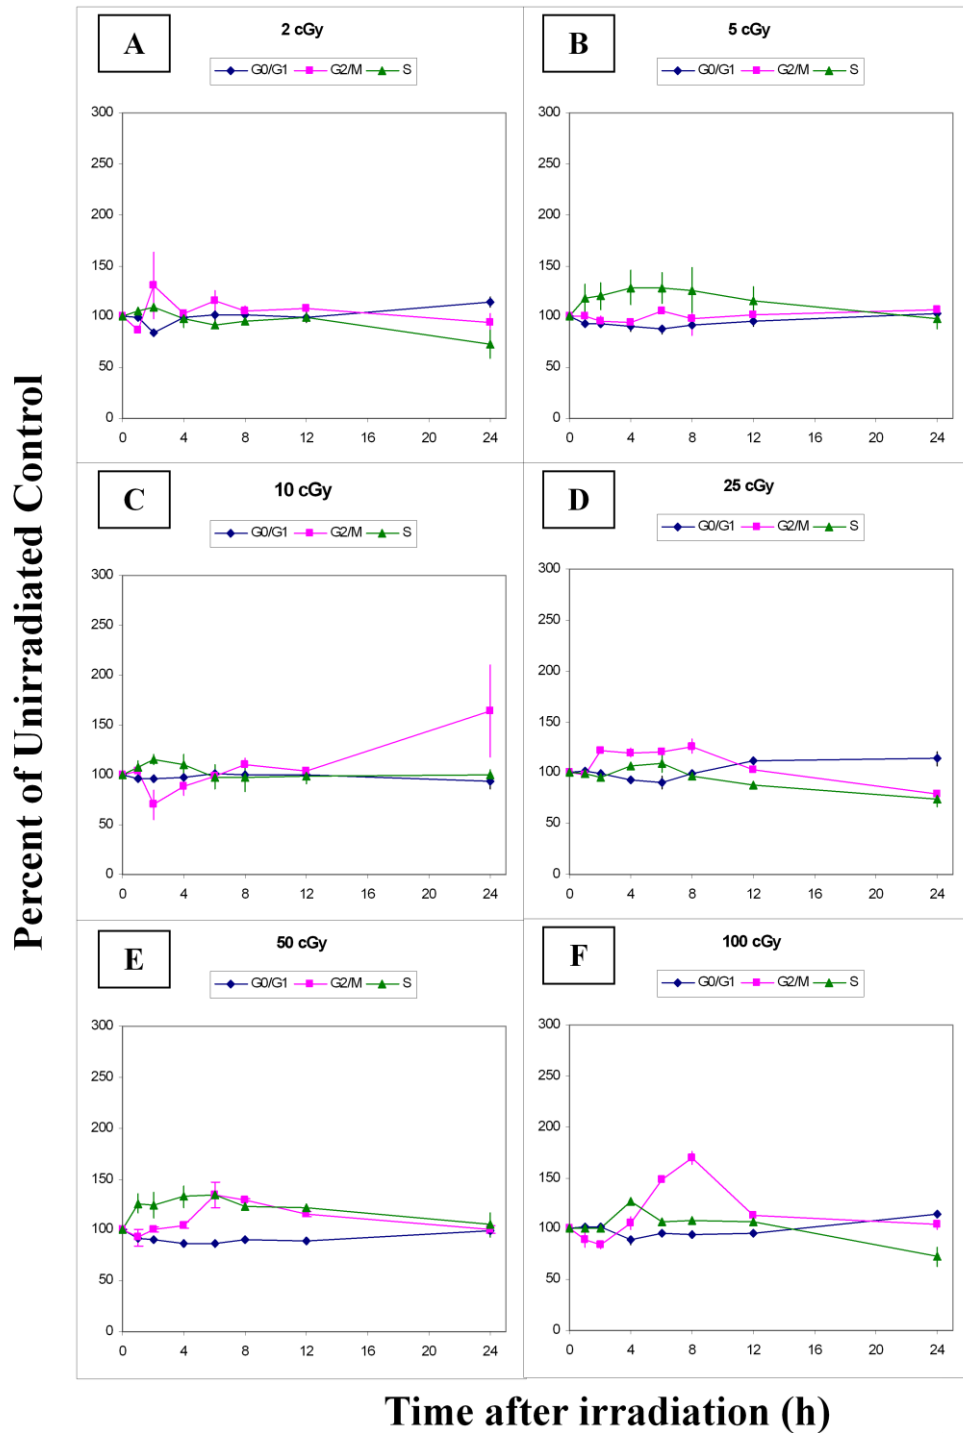 A
2 cGy
G0/G1 G2/M S
300
250
200
150
100
50
0
0 4 8 12 16 20 24
B
5 cGy
G0/G1 G2/M S
300
250
200
150
100
50
0
0 4 8 12 16 20 24
C
10 cGy
G0/G1 G2/M S
300
250
200
150
100
50
0
0 4 8 12 16 20 24
D
25 cGy
G0/G1 G2/M S
300
250
200
150
100
50
0
0 4 8 12 16 20 24
E
50 cGy
G0/G1 G2/M S
300
250
200
150
100
50
0
0 4 8 12 16 20 24
F
100 cGy
G0/G1 G2/M S
300
250
200
150
100
50
0
0 4 8 12 16 20 24
Percent of Unirradiated Control
Time after irradiation (h)